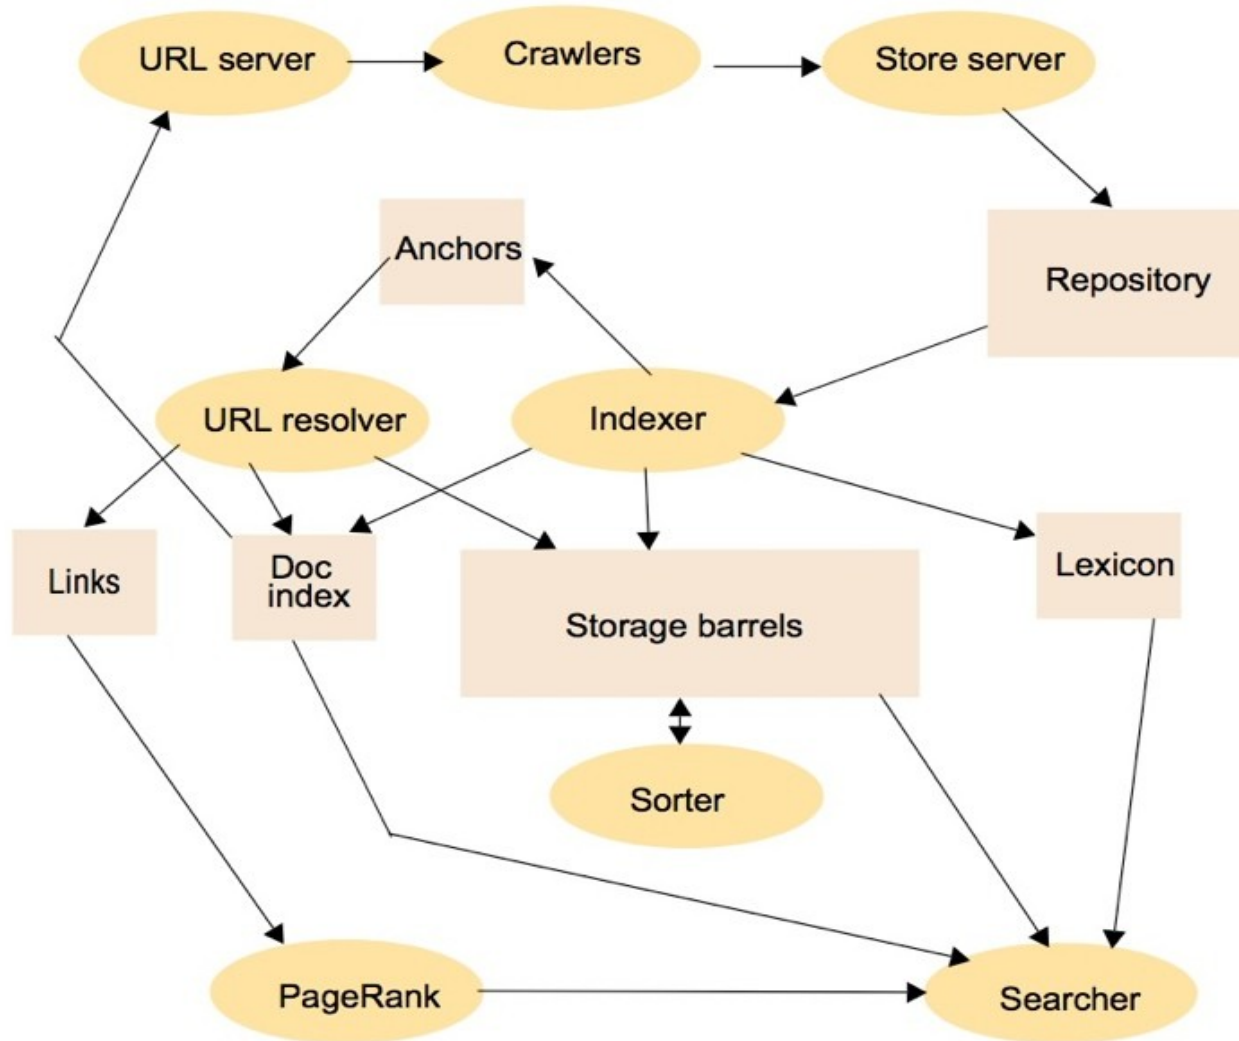 URL server
Crawlers
Store server
Anchors
Repository
URL resolver
Indexer
Links
Doc
index
Storage barrels
Lexicon
Sorter
PageRank
Searcher